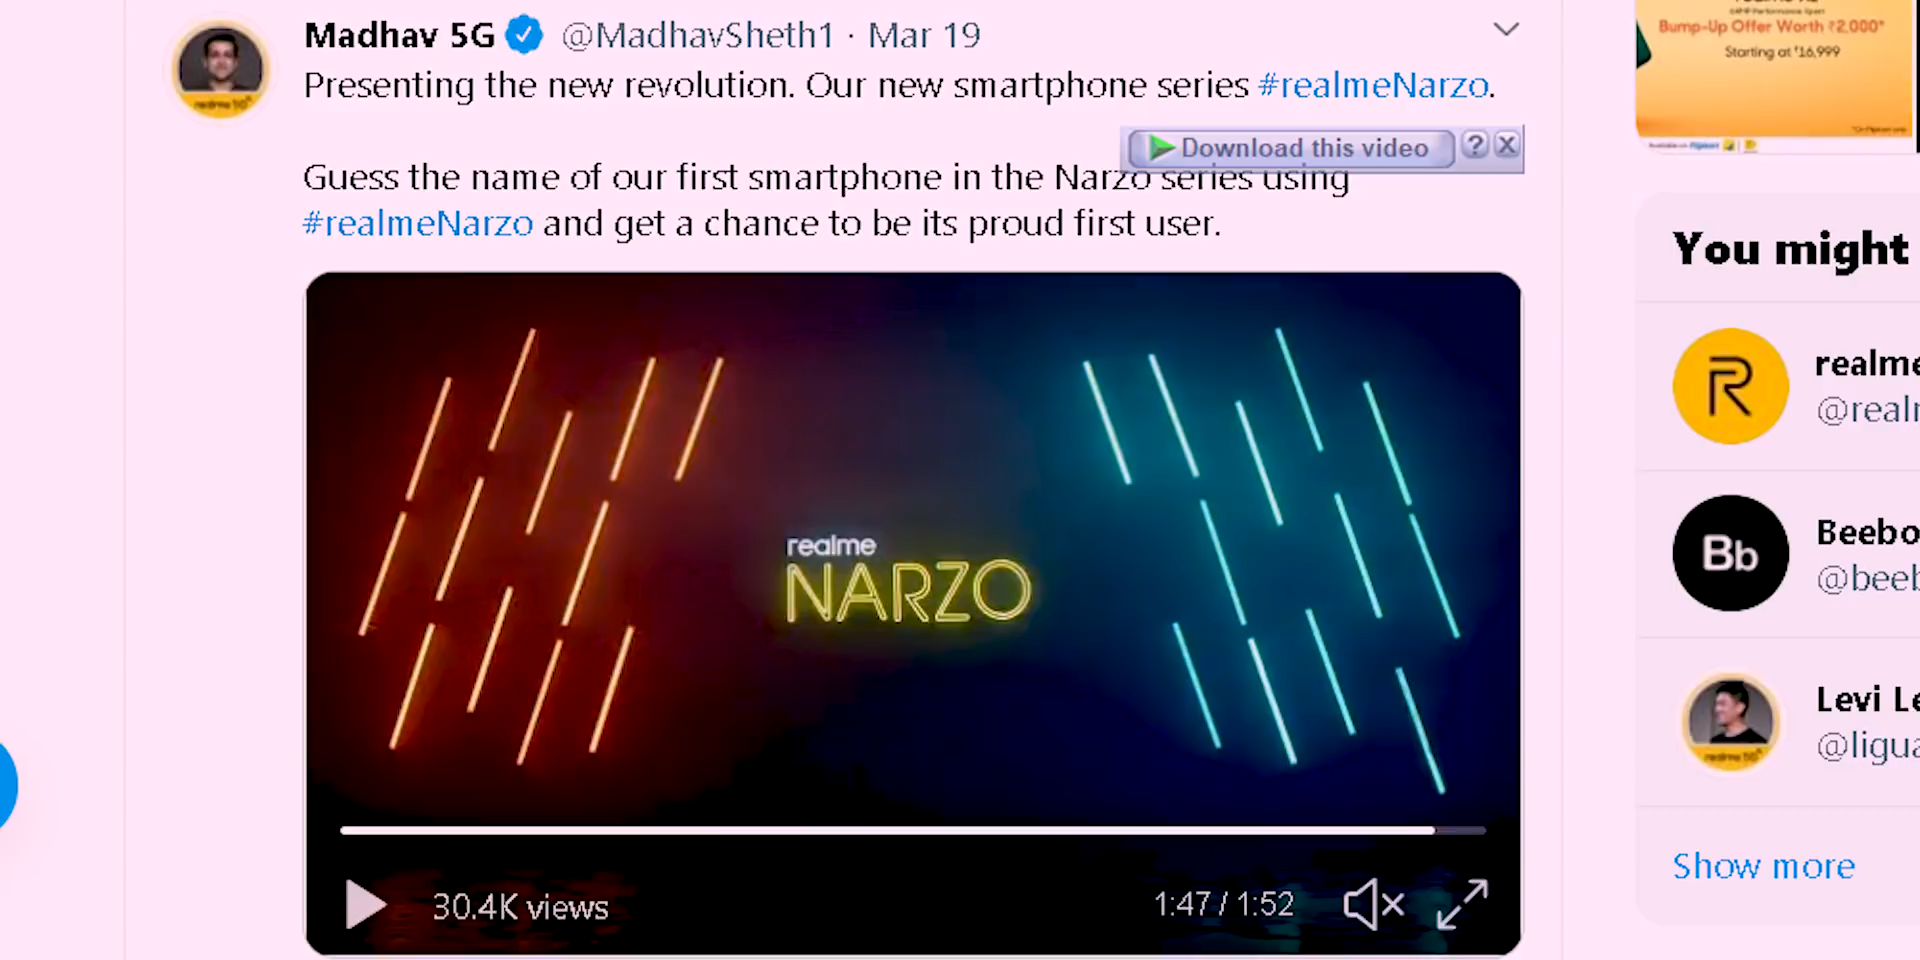 Madhav 5G @MadhavSheth1 · Mar 19
Presenting the new revolution. Our new smartphone series #realmeNarzo.
Download this video ? X
Guess the name of our first smartphone in the Narzo series using
#realmeNarzo and get a chance to be its proud first user.
realme
NARZO
30.4K views
1:47 / 1:52
Bump-Up Offer Worth ₹2,000*
Starting at ₹16,999
You might
R
realme
@realm
Bb
Beebo
@beeb
Levi Le
@ligua
Show more